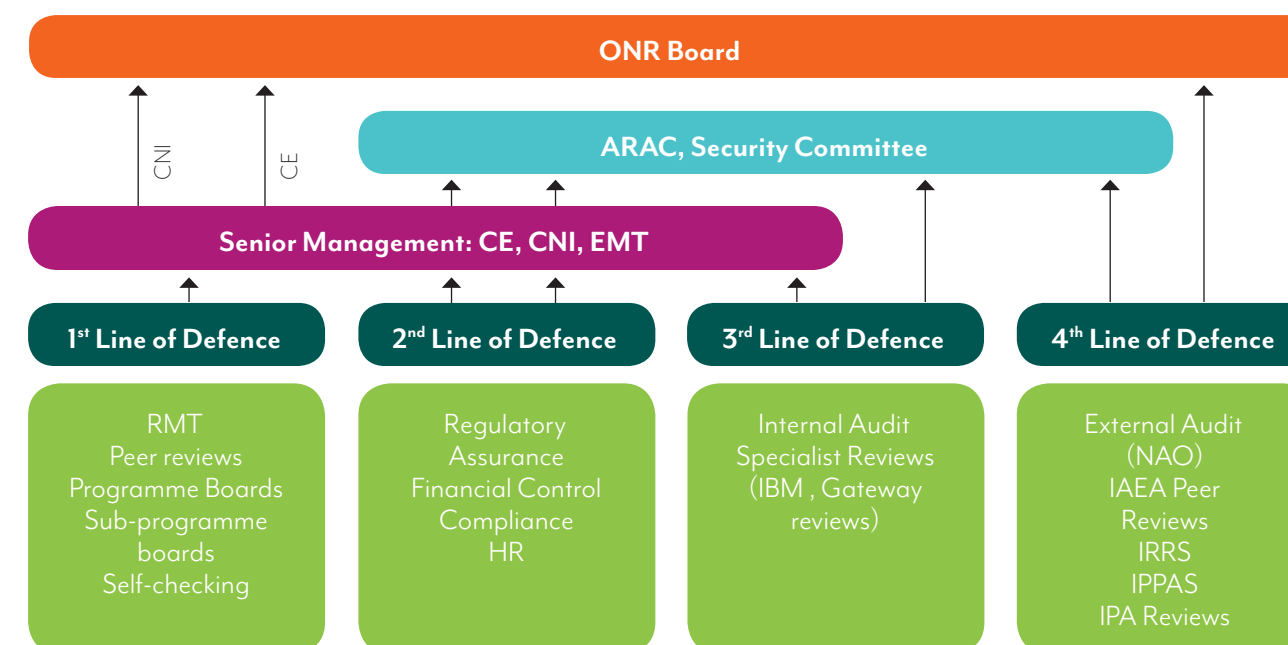 ONR Board
CNI
CE
ARAC, Security Committee
Senior Management: CE, CNI, EMT
1st Line of Defence
2nd Line of Defence
3rd Line of Defence
4th Line of Defence
RMT
Peer reviews
Programme Boards
Sub-programme
boards
Self-checking
Regulatory
Assurance
Financial Control
Compliance
HR
Internal Audit
Specialist Reviews
(IBM , Gateway
reviews)
External Audit
(NAO)
IAEA Peer
Reviews
IRRS
IPPAS
IPA Reviews